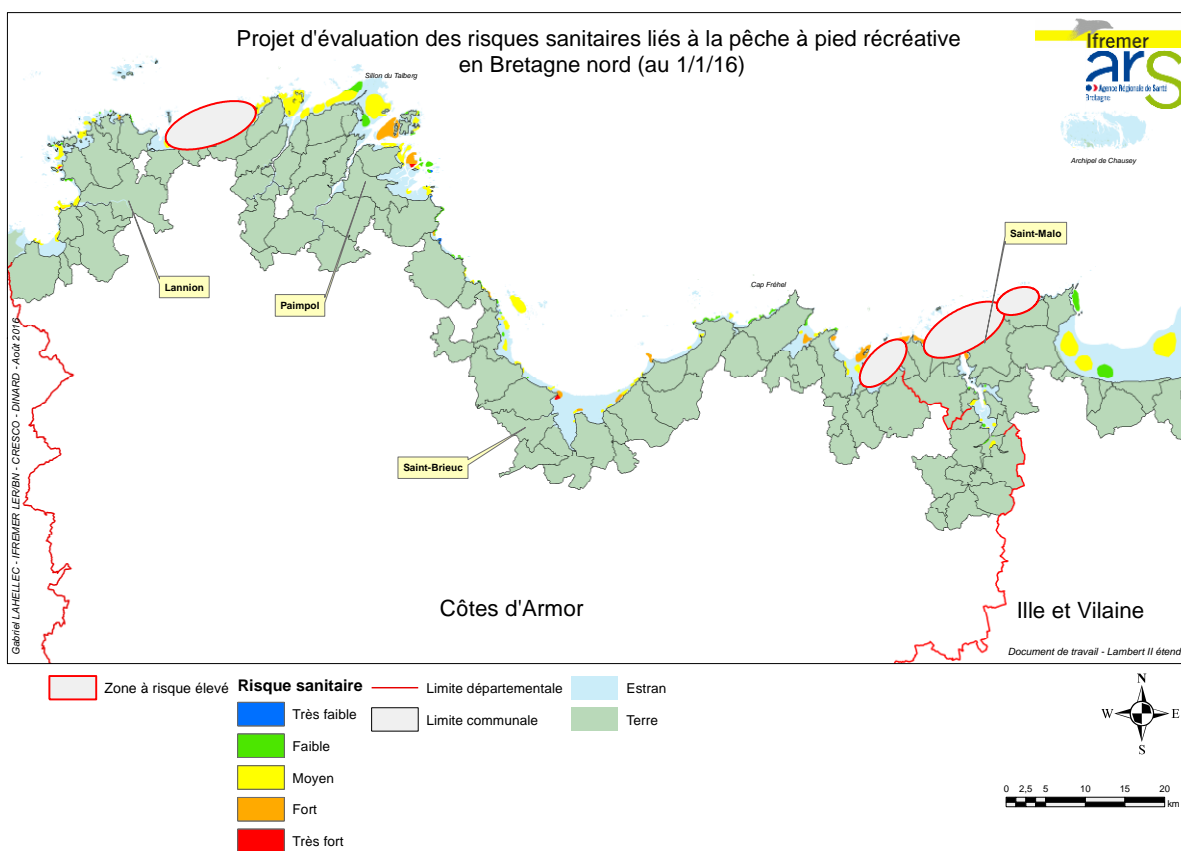 Projet d'évaluation des risques sanitaires liés à la pêche à pied récréative
en Bretagne nord (au 1/1/16)
Ifremer
ars
Agence Régionale de Santé
Bretagne
Sillon du Talberg
Archipel de Chausey
Saint-Malo
Lannion
Paimpol
Cap Fréhel
Saint-Brieuc
Gabriel LAHELLEC - IFREMER LER/BN - CRESCO - DINARD - Août 2016
Côtes d'Armor
Ille et Vilaine
Document de travail - Lambert II étend
Zone à risque élevé
Risque sanitaire
Très faible
Faible
Moyen
Fort
Très fort
Limite départementale
Limite communale
Estran
Terre
N
W E
S
0 2,5 5 10 15 20
km